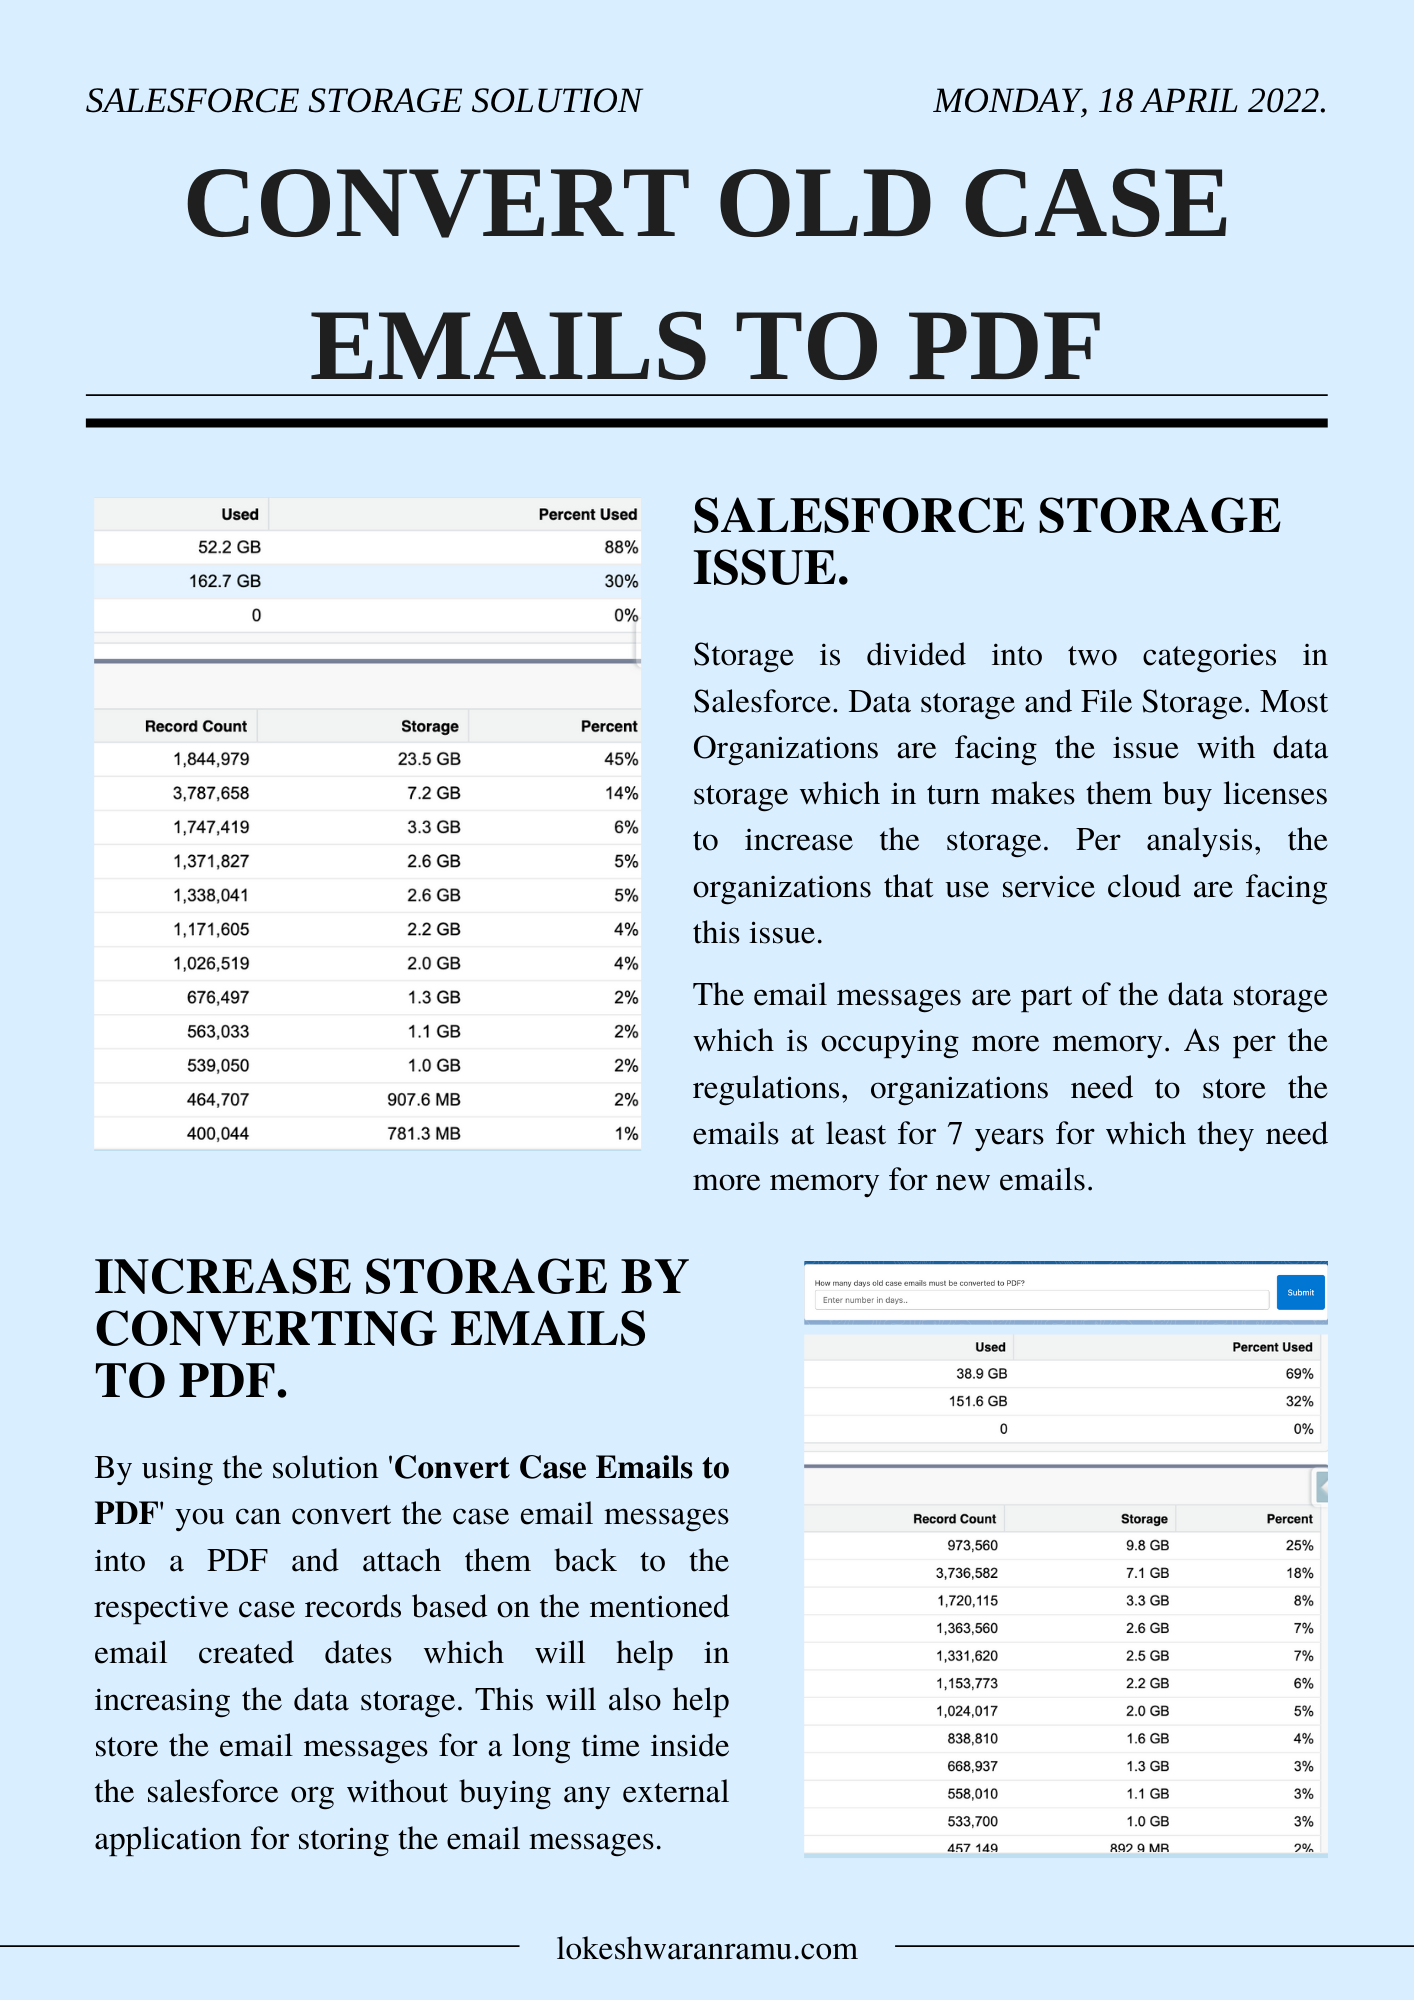 SALESFORCE STORAGE SOLUTION MONDAY, 18 APRIL 2022.
CONVERT OLD CASE
EMAILS TO PDF
Used Percent Used
52.2 GB 88%
162.7 GB 30%
0 0%
Record Count Storage Percent
1,844,979 23.5 GB 45%
3,787,658 7.2 GB 14%
1,747,419 3.3 GB 6%
1,371,827 2.6 GB 5%
1,338,041 2.6 GB 5%
1,171,605 2.2 GB 4%
1,026,519 2.0 GB 4%
676,497 1.3 GB 2%
563,033 1.1 GB 2%
539,050 1.0 GB 2%
464,707 907.6 MB 2%
400,044 781.3 MB 1%
SALESFORCE STORAGE
ISSUE.
Storage is divided into two categories in
Salesforce. Data storage and File Storage. Most
Organizations are facing the issue with data
storage which in turn makes them buy licenses
to increase the storage. Per analysis, the
organizations that use service cloud are facing
this issue.
The email messages are part of the data storage
which is occupying more memory. As per the
regulations, organizations need to store the
emails at least for 7 years for which they need
more memory for new emails.
INCREASE STORAGE BY
CONVERTING EMAILS
TO PDF.
By using the solution 'Convert Case Emails to
PDF' you can convert the case email messages
into a PDF and attach them back to the
respective case records based on the mentioned
email created dates which will help in
increasing the data storage. This will also help
store the email messages for a long time inside
the salesforce org without buying any external
application for storing the email messages.
How many days old case emails must be converted to PDF?
Enter number in days..
Submit
Used Percent Used
38.9 GB 69%
151.6 GB 32%
0 0%
Record Count Storage Percent
973,560 9.8 GB 25%
3,736,582 7.1 GB 18%
1,720,115 3.3 GB 8%
1,363,560 2.6 GB 7%
1,331,620 2.5 GB 7%
1,153,773 2.2 GB 6%
1,024,017 2.0 GB 5%
838,810 1.6 GB 4%
668,937 1.3 GB 3%
558,010 1.1 GB 3%
533,700 1.0 GB 3%
457,149 892.9 MB 2%
lokeshwaranramu.com